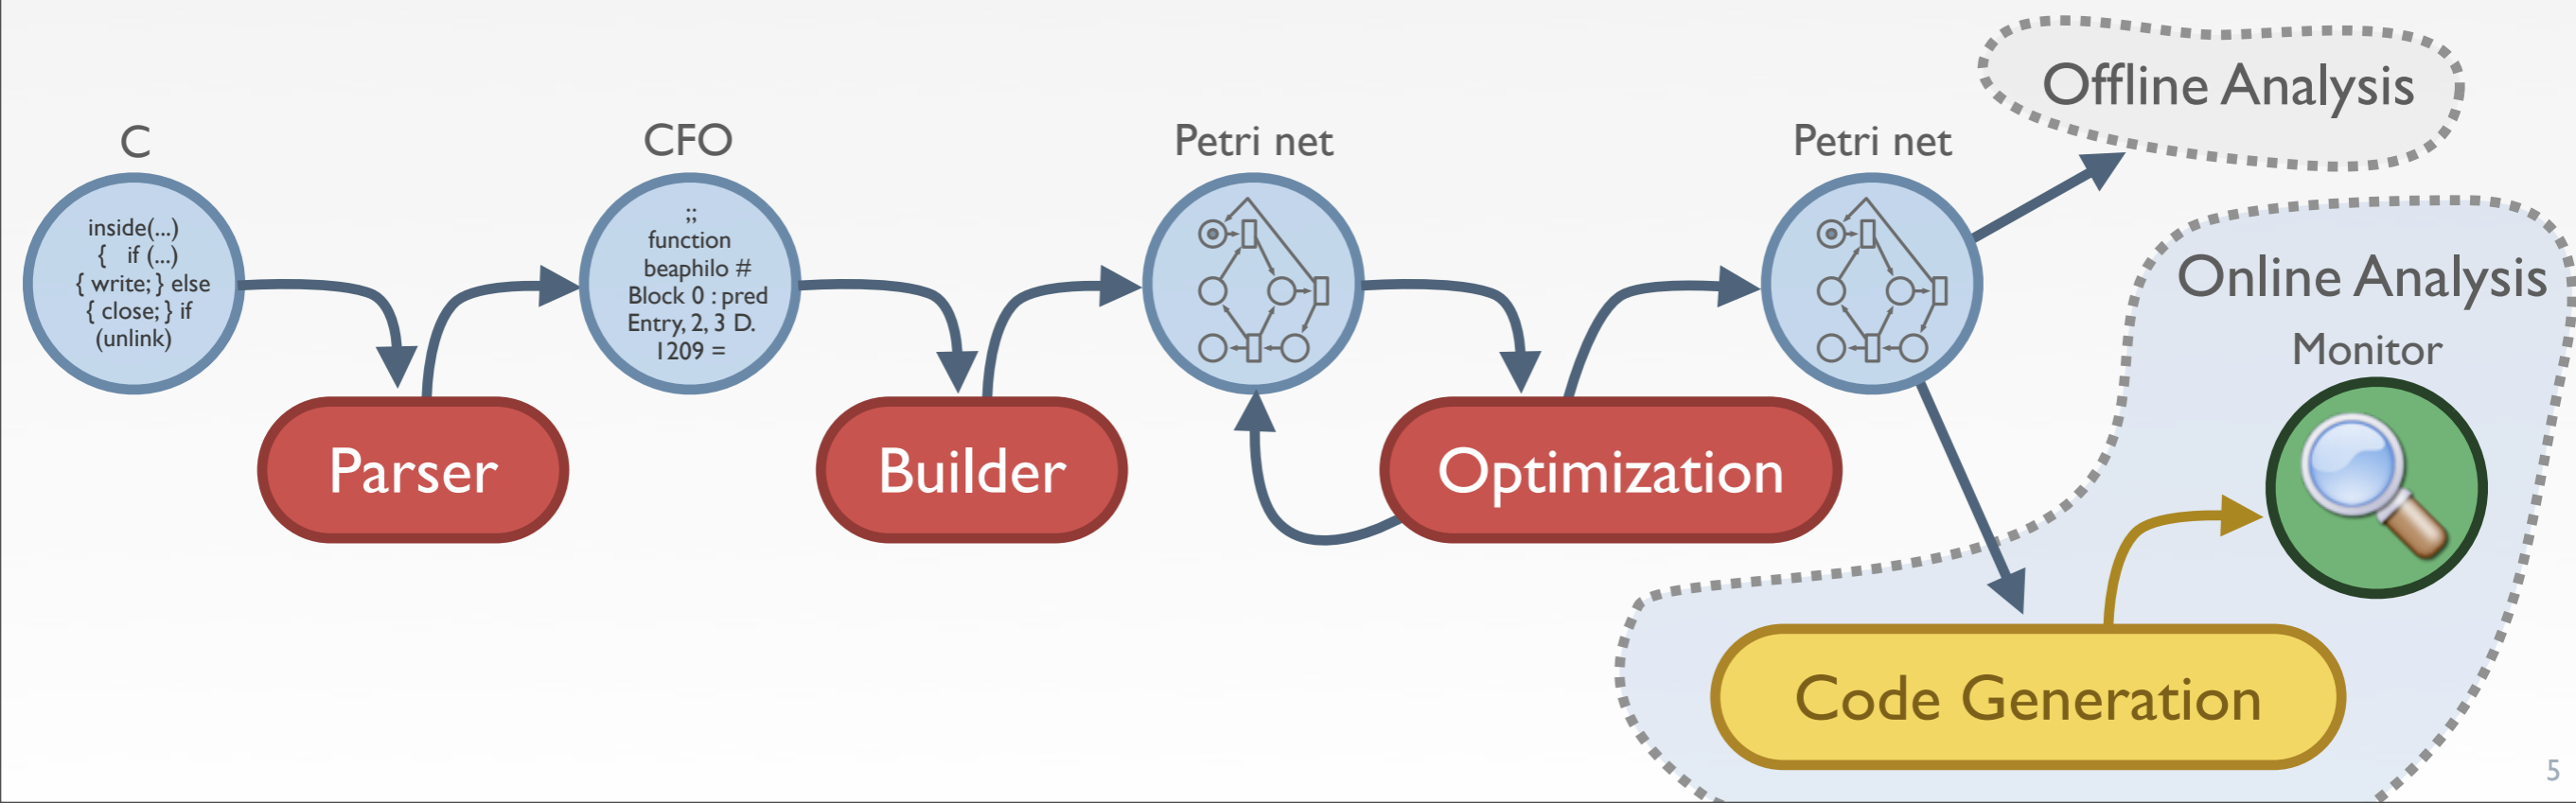 C
inside(...)
{ if (...)
{ write; } else
{ close; } if
(unlink)
Parser
CFO
;;
function
beaphilo #
Block 0 : pred
Entry, 2, 3 D.
1209 =
Builder
Petri net
Optimization
Petri net
Offline Analysis
Online Analysis
Monitor
Code Generation
5